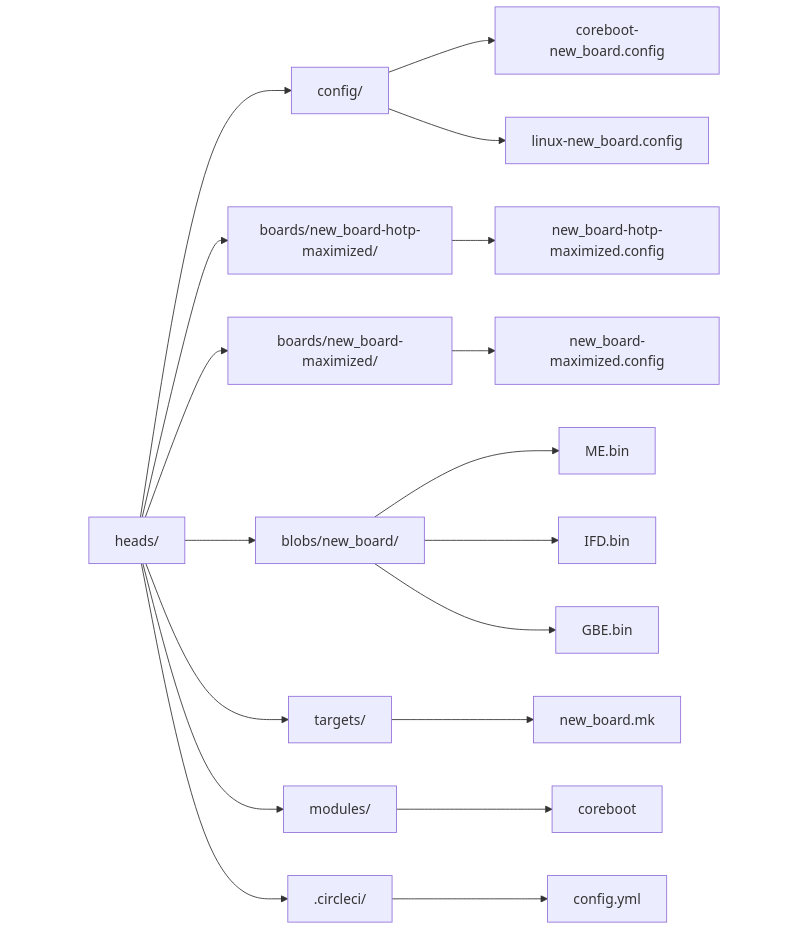 coreboot-
new_board.config
config/
linux-new_board.config
boards/new_board-hotp-
maximized/
new_board-hotp-
maximized.config
boards/new_board-
maximized/
new_board-
maximized.config
ME.bin
heads/
blobs/new_board/
IFD.bin
GBE.bin
targets/
new_board.mk
modules/
coreboot
.circleci/
config.yml